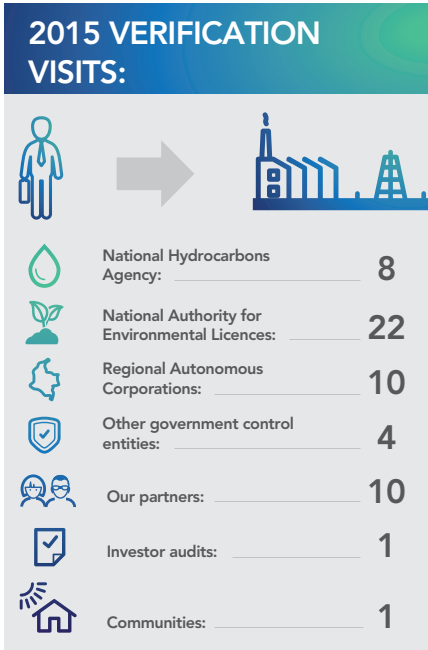 2015 VERIFICATION
VISITS:
National Hydrocarbons
Agency: 8
National Authority for
Environmental Licences: 22
Regional Autonomous
Corporations: 10
Other government control
entities: 4
Our partners: 10
Investor audits: 1
Communities: 1